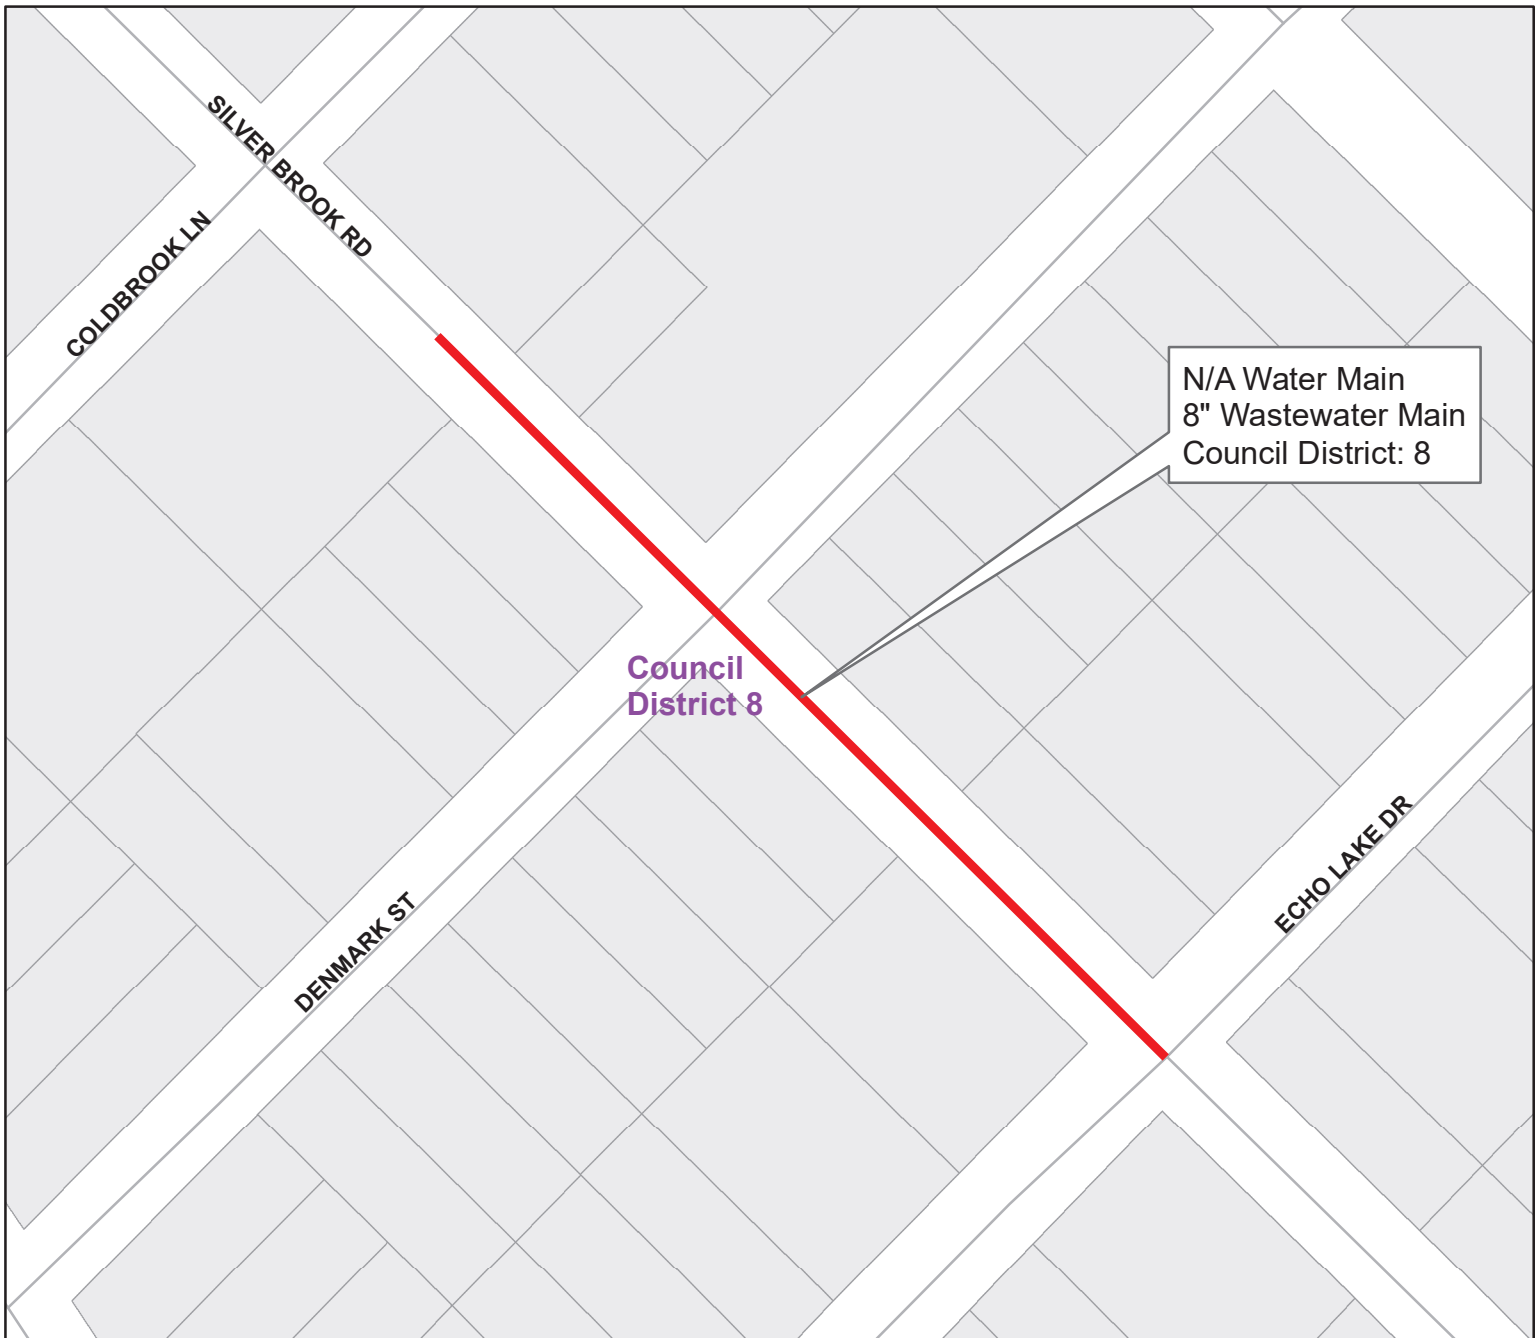 SILVER BROOK RD
COLDBROOK LN
N/A Water Main
8" Wastewater Main
Council District: 8
Council
District 8
ECHO LAKE DR
DENMARK ST